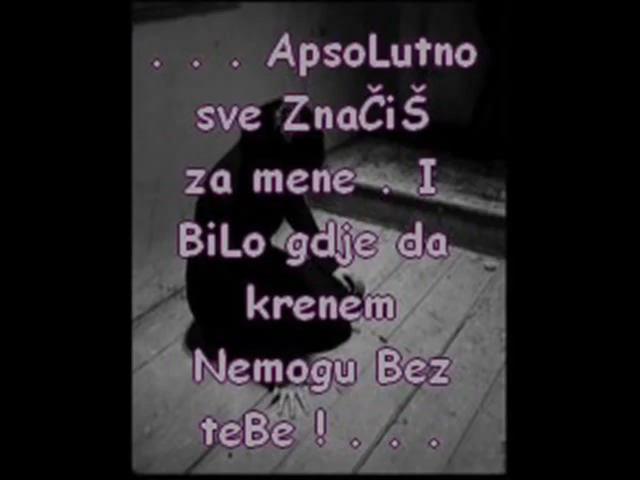 . . . ApsoLutno
sve ZnaČiŠ
za mene . I
BiLo gdje da
krenem
Nemogu Bez
teBe ! . . .